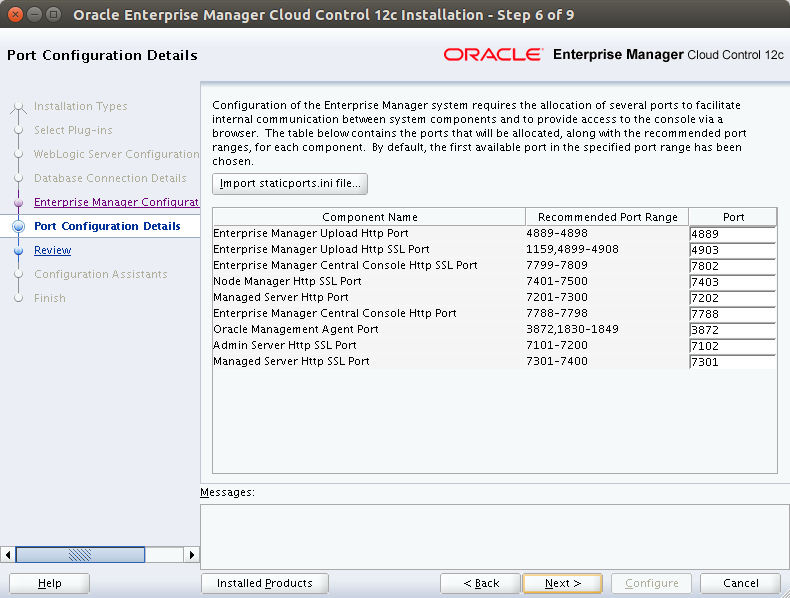 Oracle Enterprise Manager Cloud Control 12c Installation - Step 6 of 9
Port Configuration Details
ORACLE Enterprise Manager Cloud Control 12c
Installation Types
Select Plug-ins
WebLogic Server Configuration
Database Connection Details
Enterprise Manager Configurat
Port Configuration Details
Review
Configuration Assistants
Finish
Configuration of the Enterprise Manager system requires the allocation of several ports to facilitate
internal communication between system components and to provide access to the console via a
browser. The table below contains the ports that will be allocated, along with the recommended port
ranges, for each component. By default, the first available port in the specified port range has been
chosen.
Import staticports.ini file...
Component Name Recommended Port Range Port
Enterprise Manager Upload Http Port 4889-4898 4889
Enterprise Manager Upload Http SSL Port 1159,4899-4908 4903
Enterprise Manager Central Console Http SSL Port 7799-7809 7802
Node Manager Http SSL Port 7401-7500 7403
Managed Server Http Port 7201-7300 7202
Enterprise Manager Central Console Http Port 7788-7798 7788
Oracle Management Agent Port 3872,1830-1849 3872
Admin Server Http SSL Port 7101-7200 7102
Managed Server Http SSL Port 7301-7400 7301
Messages:
Help Installed Products < Back Next > Configure Cancel